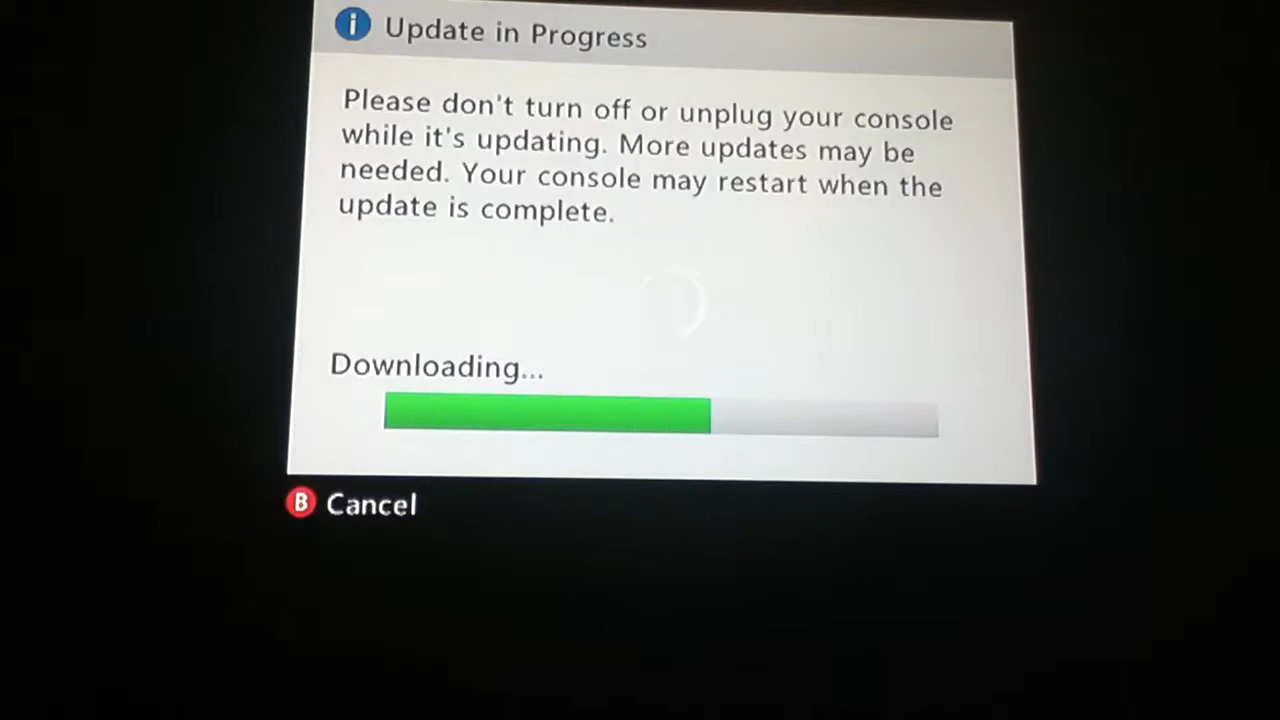 i Update in Progress
Please don't turn off or unplug your console
while it's updating. More updates may be
needed. Your console may restart when the
update is complete.
Downloading...
B Cancel